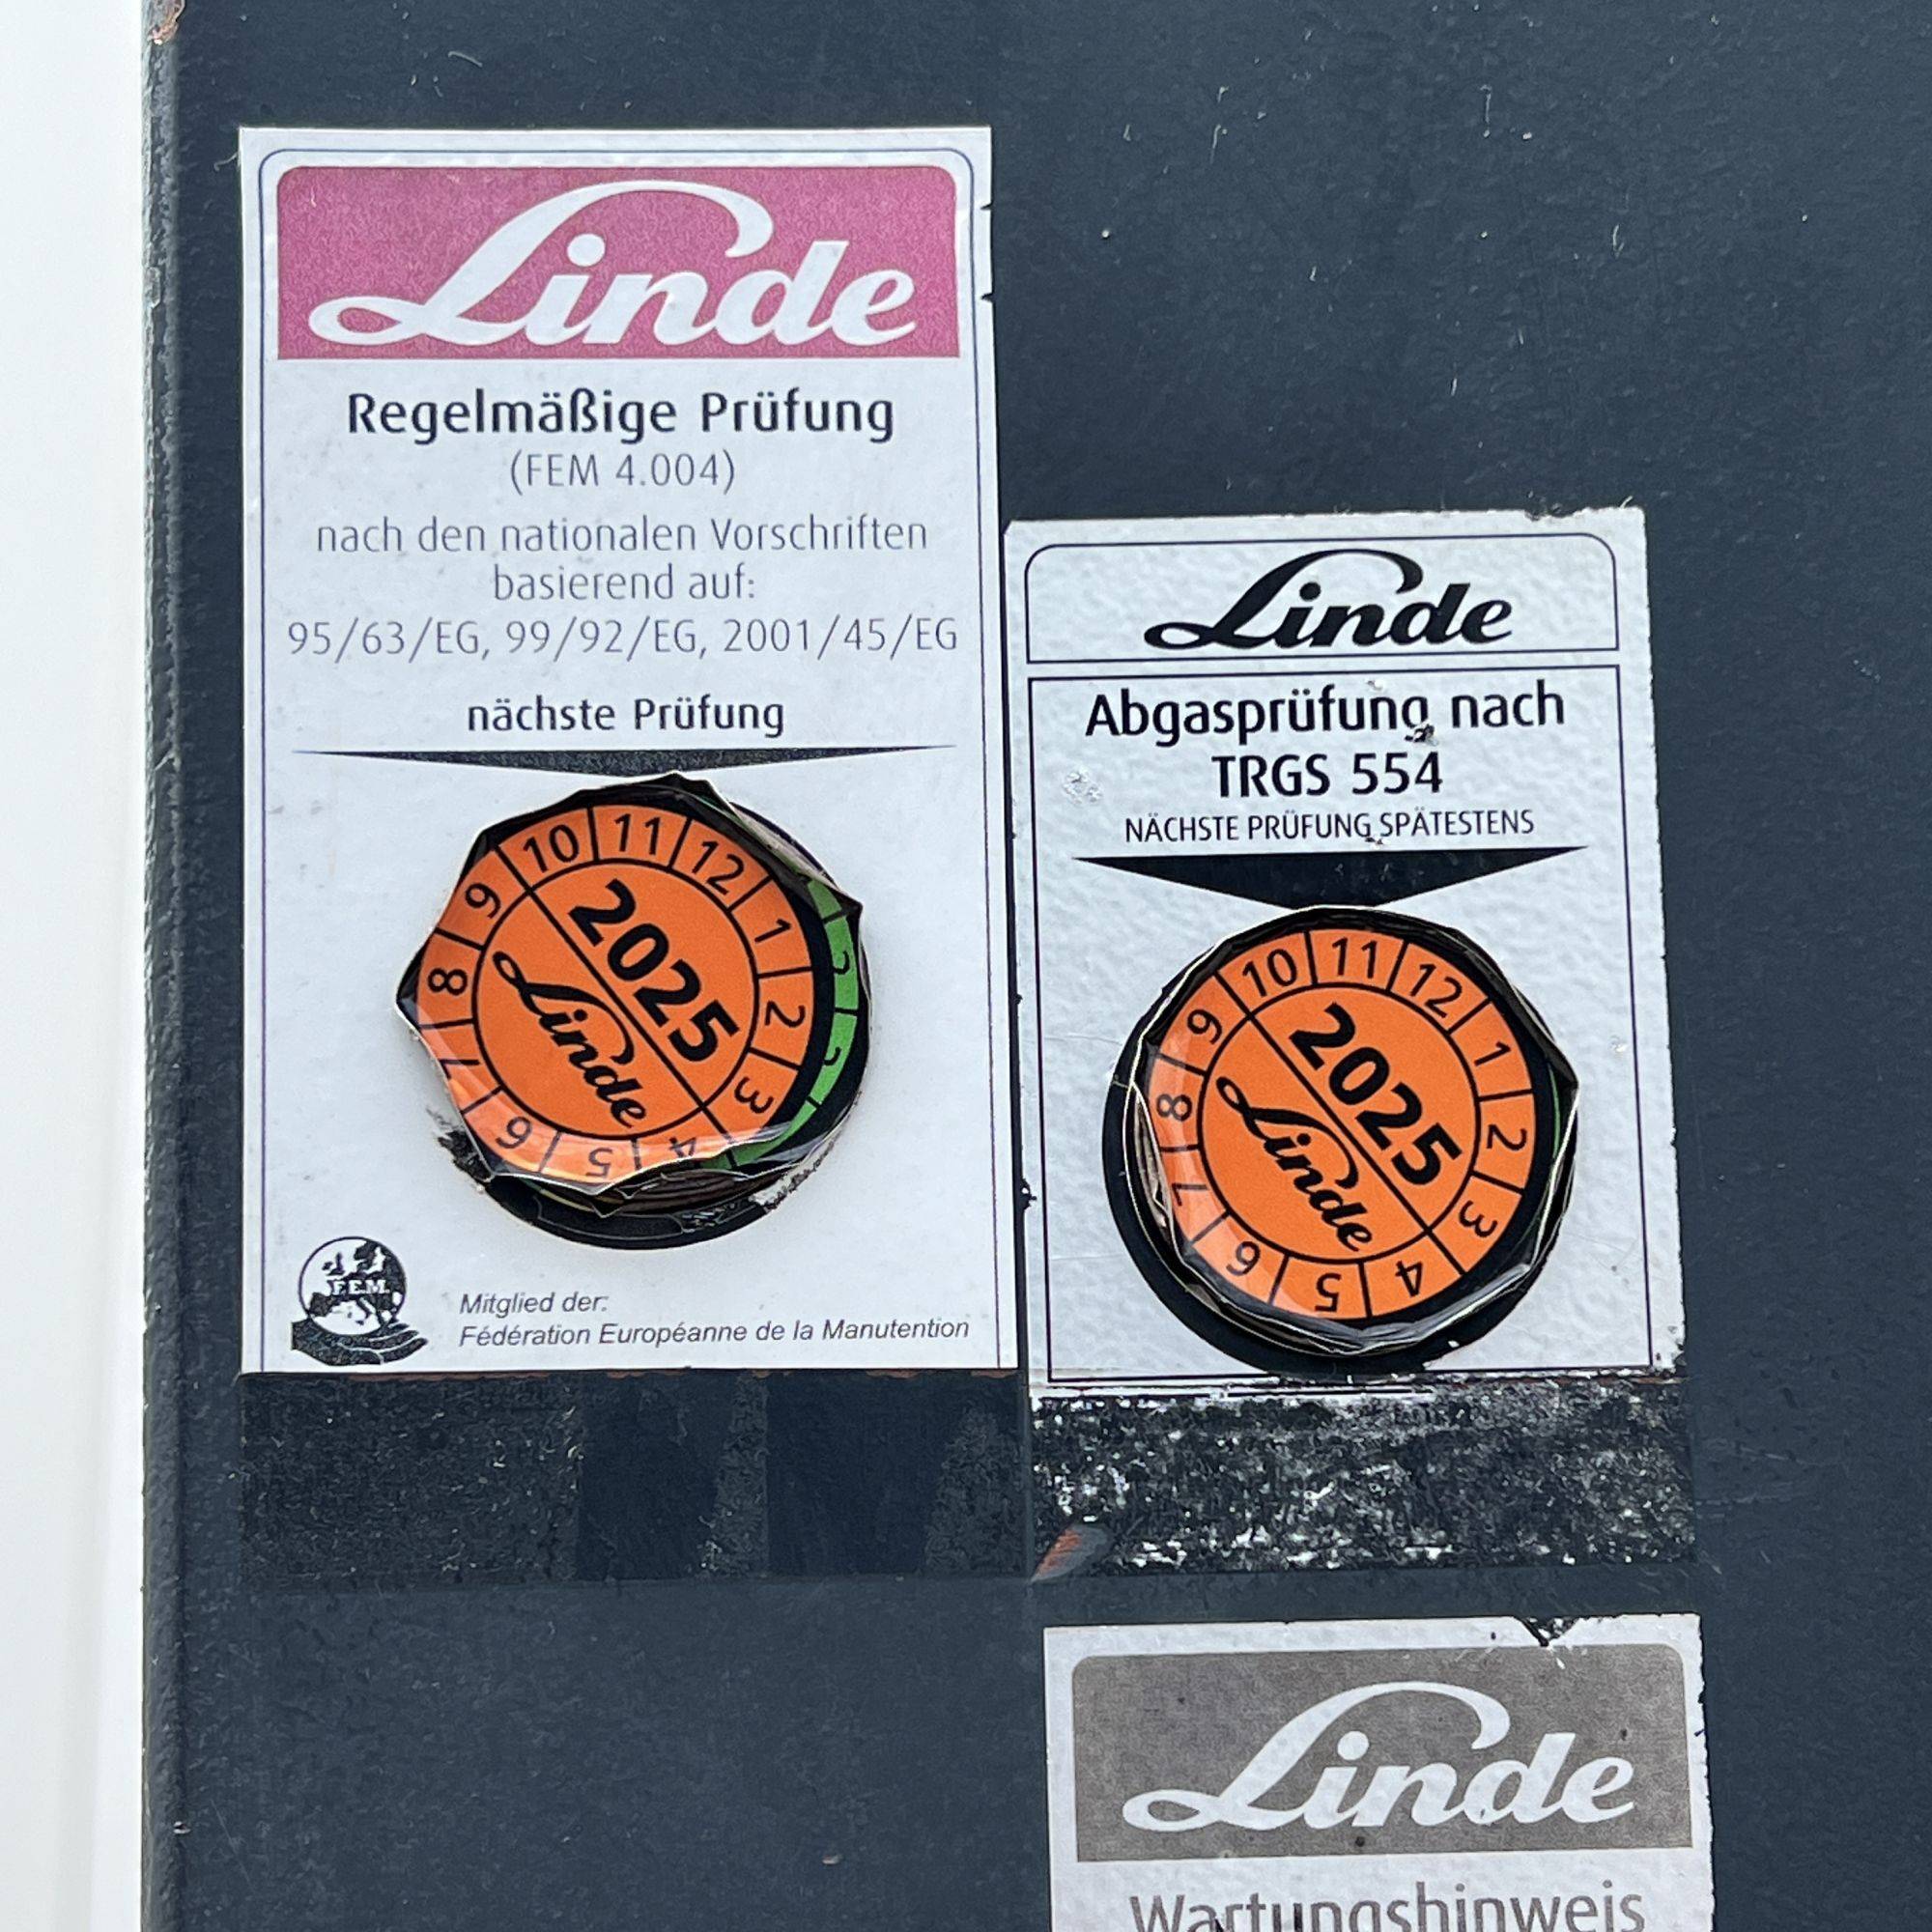 Linde
Regelmäßige Prüfung
(FEM 4.004)
nach den nationalen Vorschriften
basierend auf:
95/63/EG, 99/92/EG, 2001/45/EG
nächste Prüfung
10 11 12 1 2 3 4 5 6 7 8 9
2025
Linde
F.E.M.
Mitglied der:
Fédération Européanne de la Manutention
Linde
Abgasprüfung nach
TRGS 554
NÄCHSTE PRÜFUNG SPÄTESTENS
10 11 12 1 2 3 4 5 6 7 8 9
2025
Linde
Linde
Wartungshinweis